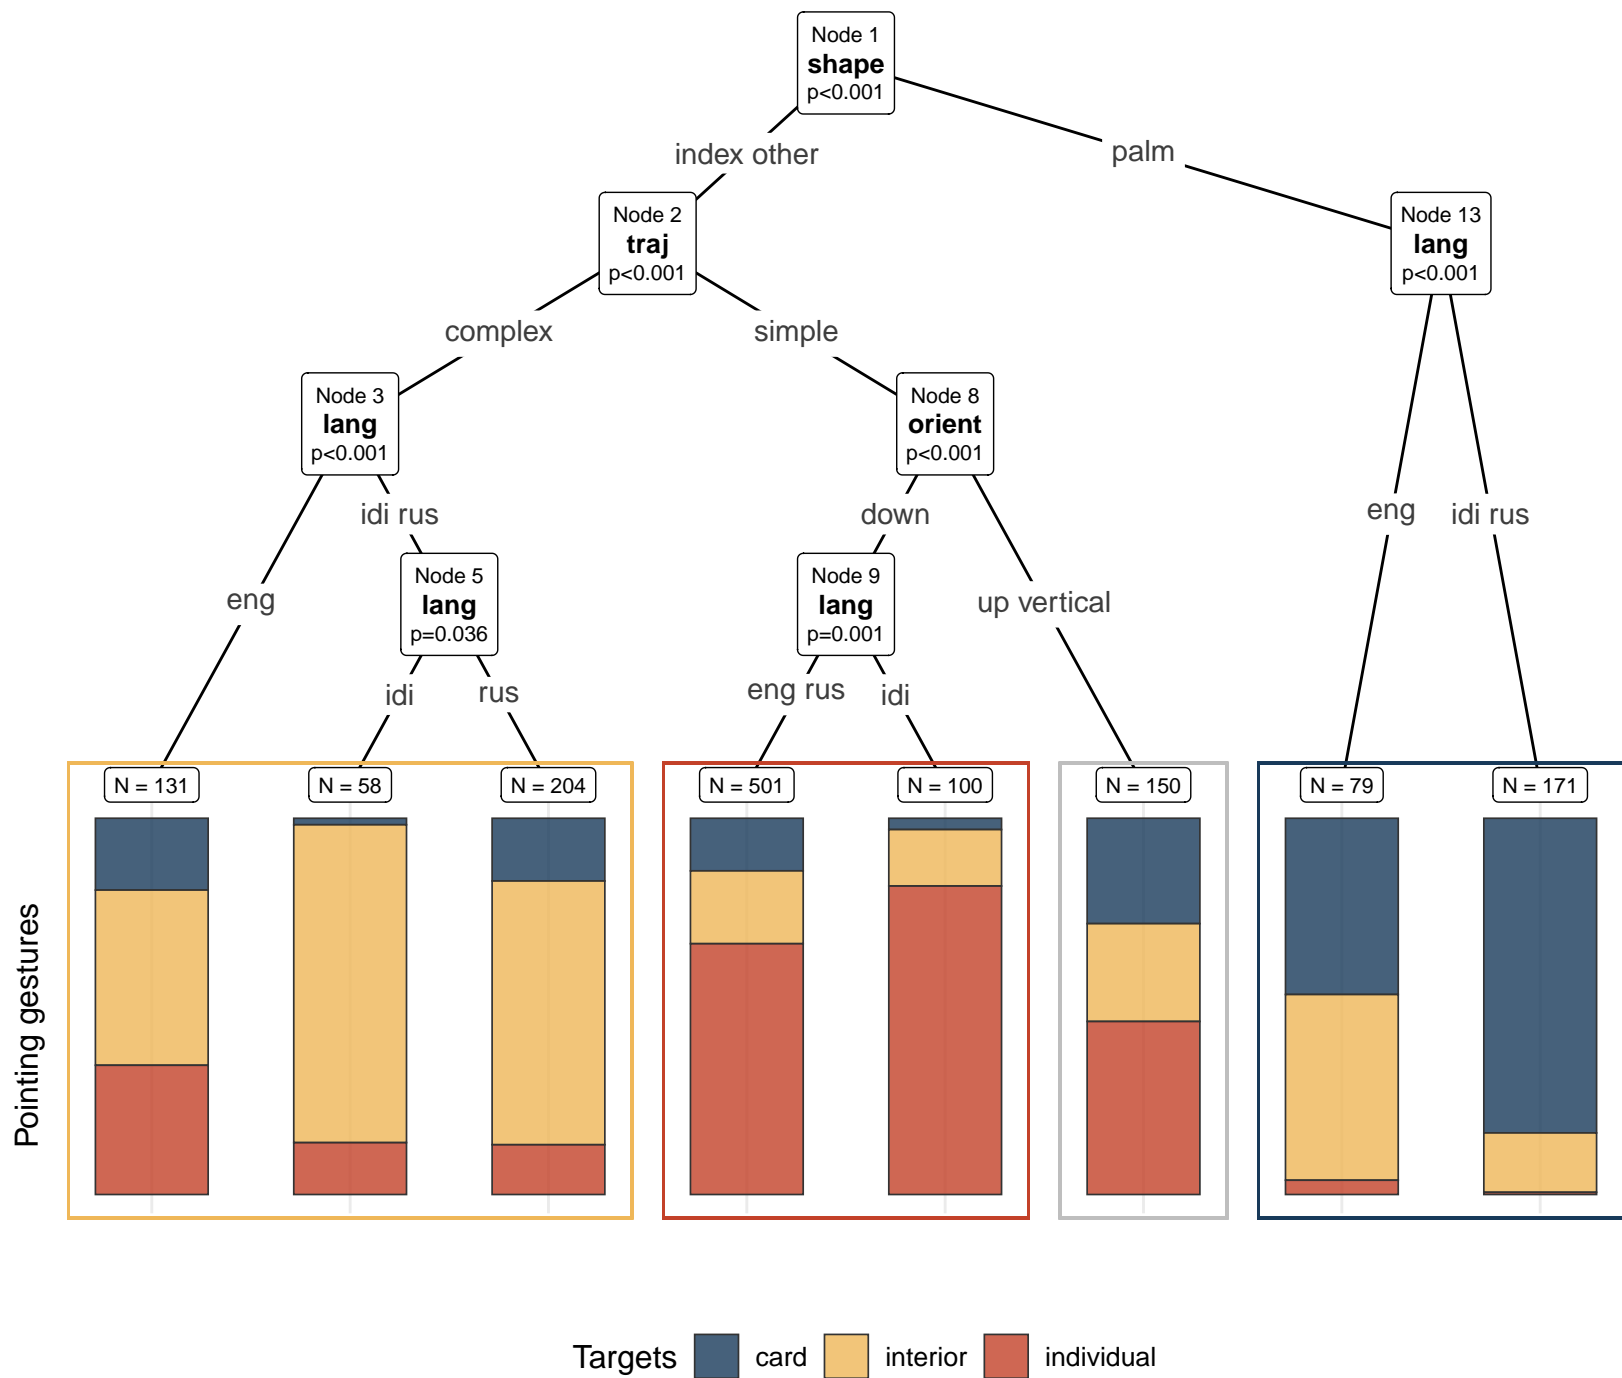 Node 1
shape
p<0.001
index other
palm
Node 2
traj
p<0.001
Node 13
lang
p<0.001
complex
simple
Node 3
lang
p<0.001
Node 8
orient
p<0.001
idi rus
down
eng
idi rus
Node 5
lang
p=0.036
Node 9
lang
p=0.001
eng
up vertical
idi
rus
eng rus
idi
N = 131
N = 58
N = 204
N = 501
N = 100
N = 150
N = 79
N = 171
Pointing gestures
Targets card interior individual